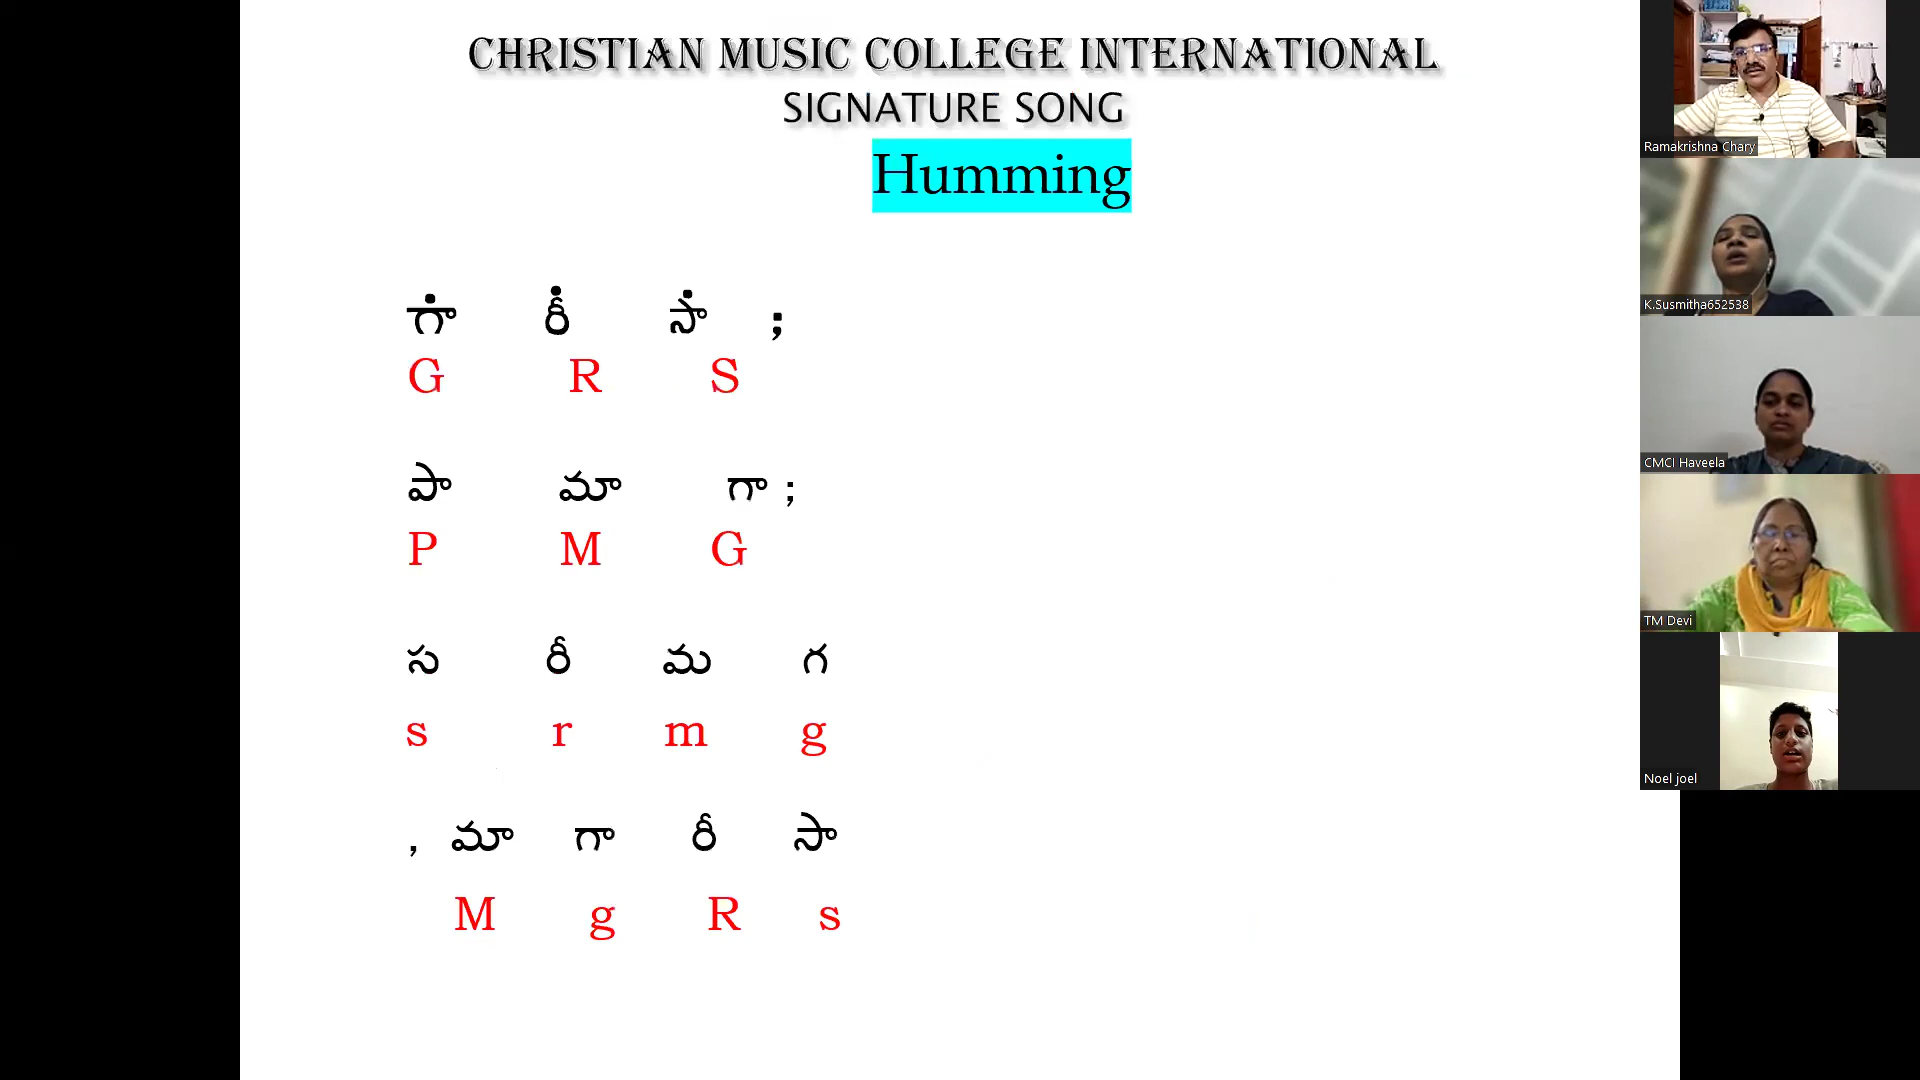 CHRISTIAN MUSIC COLLEGE INTERNATIONAL
SIGNATURE SONG
Humming
గాં రీં సాં ;
G R S
పా మా గా ;
P M G
స రీ మ గ
s r m g
, మా గా రీ సా
M g R s
Ramakrishna Chary
K.Susmitha652538
CMCI Haveela
TM Devi
Noel joel